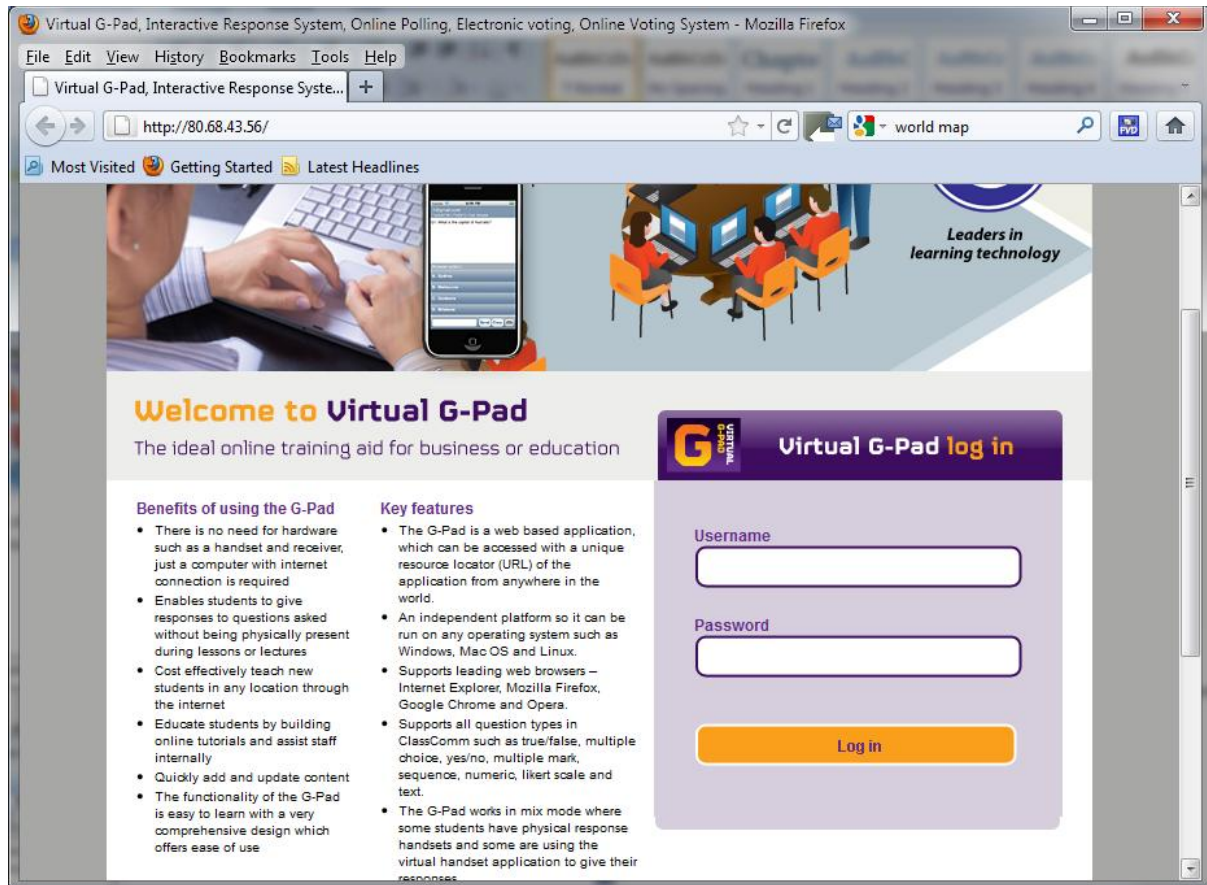 Virtual G-Pad, Interactive Response System, Online Polling, Electronic voting, Online Voting System - Mozilla Firefox
File Edit View History Bookmarks Tools Help
Virtual G-Pad, Interactive Response Syste...
http://80.68.43.56/
world map
FVD
Most Visited Getting Started Latest Headlines
Leaders in
learning technology
Welcome to Virtual G-Pad
The ideal online training aid for business or education
Benefits of using the G-Pad
• There is no need for hardware
such as a handset and receiver,
just a computer with internet
connection is required
• Enables students to give
responses to questions asked
without being physically present
during lessons or lectures
• Cost effectively teach new
students in any location through
the internet
• Educate students by building
online tutorials and assist staff
internally
• Quickly add and update content
• The functionality of the G-Pad
is easy to learn with a very
comprehensive design which
offers ease of use
Key features
• The G-Pad is a web based application,
which can be accessed with a unique
resource locator (URL) of the
application from anywhere in the
world.
• An independent platform so it can be
run on any operating system such as
Windows, Mac OS and Linux.
• Supports leading web browsers –
Internet Explorer, Mozilla Firefox,
Google Chrome and Opera.
• Supports all question types in
ClassComm such as true/false, multiple
choice, yes/no, multiple mark,
sequence, numeric, likert scale and
text.
• The G-Pad works in mix mode where
some students have physical response
handsets and some are using the
virtual handset application to give their
responses
G VIRTUAL
G-PAD
Virtual G-Pad log in
Username
Password
Log in